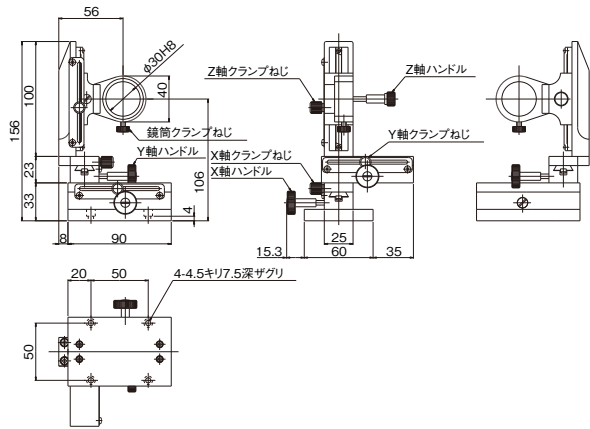 56
φ30H8
40
100
156
23
33
106
4
8
90
鏡筒クランプねじ
Y軸ハンドル
Z軸クランプねじ
Z軸ハンドル
Y軸クランプねじ
X軸クランプねじ
X軸ハンドル
15.3
25
60
35
20
50
4-4.5キリ7.5深ザグリ
50